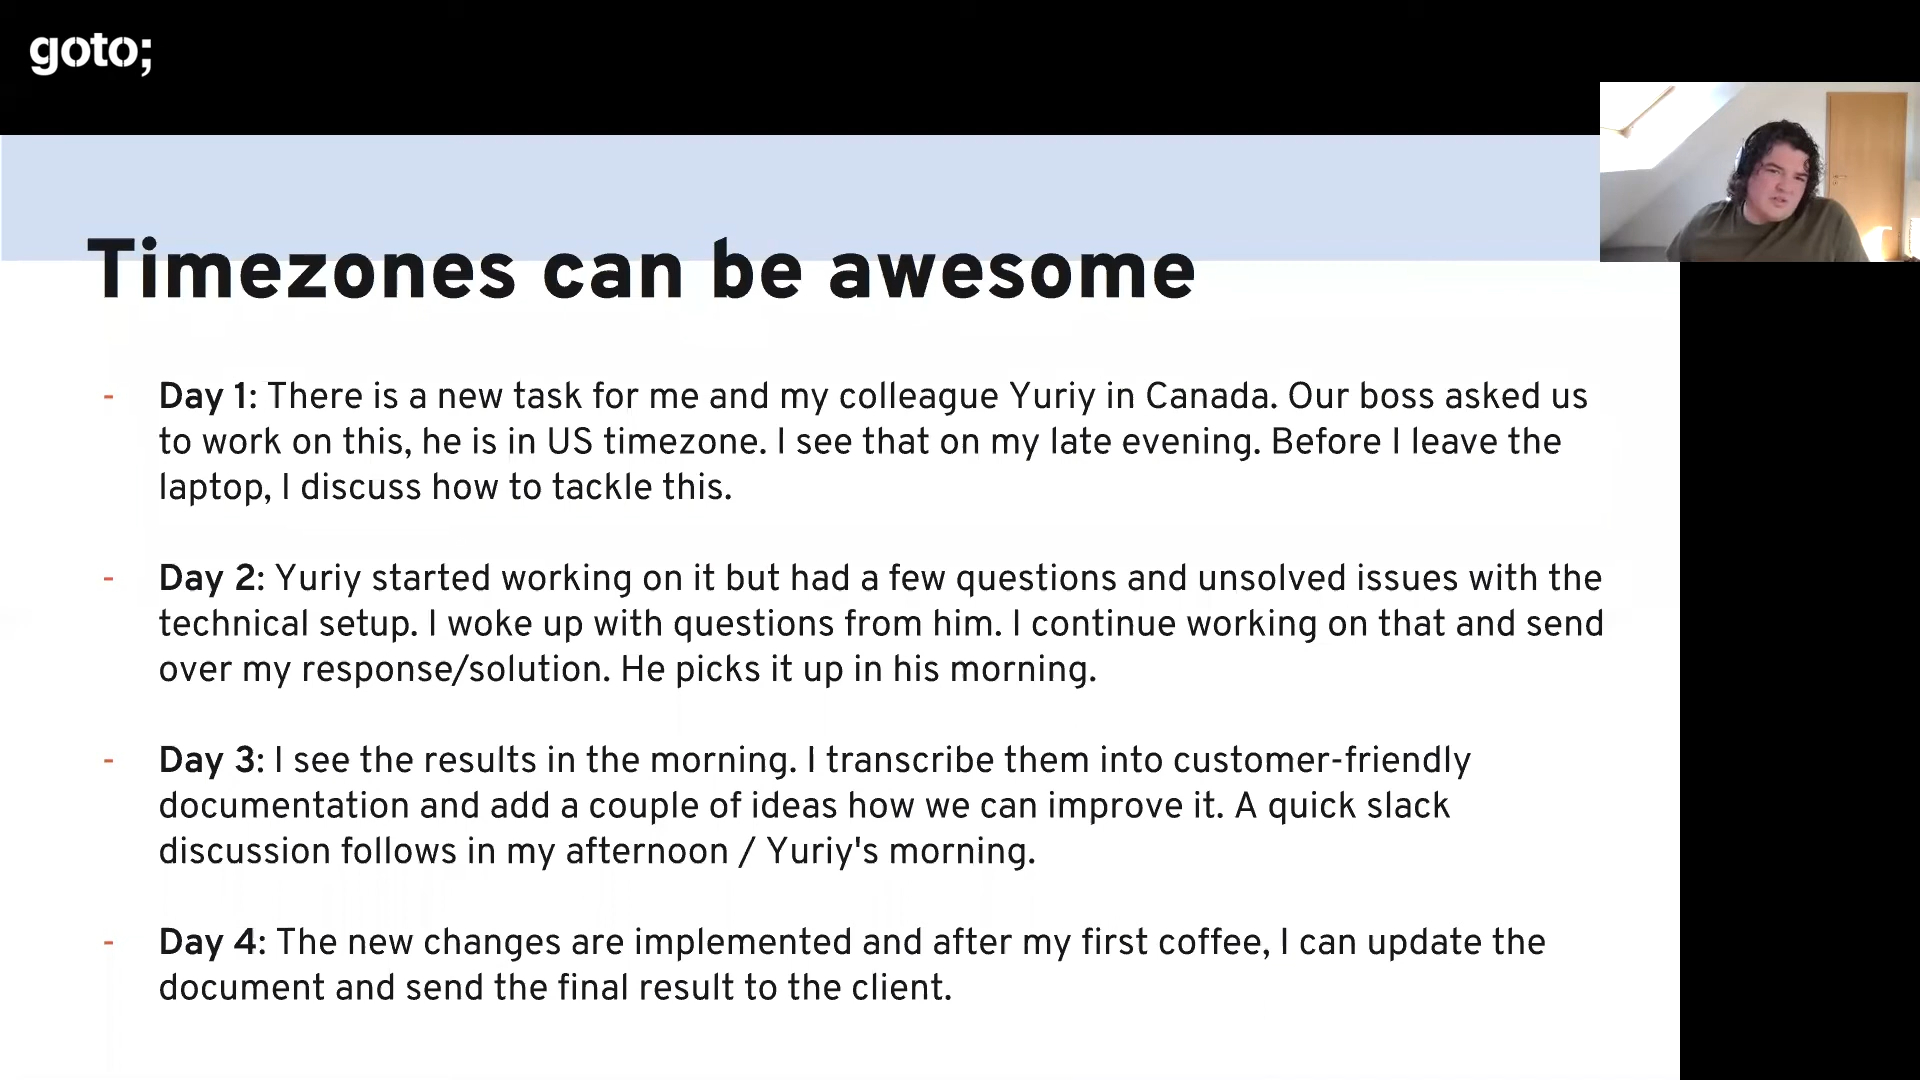 goto;
Timezones can be awesome
- Day 1: There is a new task for me and my colleague Yuriy in Canada. Our boss asked us
to work on this, he is in US timezone. I see that on my late evening. Before I leave the
laptop, I discuss how to tackle this.
- Day 2: Yuriy started working on it but had a few questions and unsolved issues with the
technical setup. I woke up with questions from him. I continue working on that and send
over my response/solution. He picks it up in his morning.
- Day 3: I see the results in the morning. I transcribe them into customer-friendly
documentation and add a couple of ideas how we can improve it. A quick slack
discussion follows in my afternoon / Yuriy's morning.
- Day 4: The new changes are implemented and after my first coffee, I can update the
document and send the final result to the client.